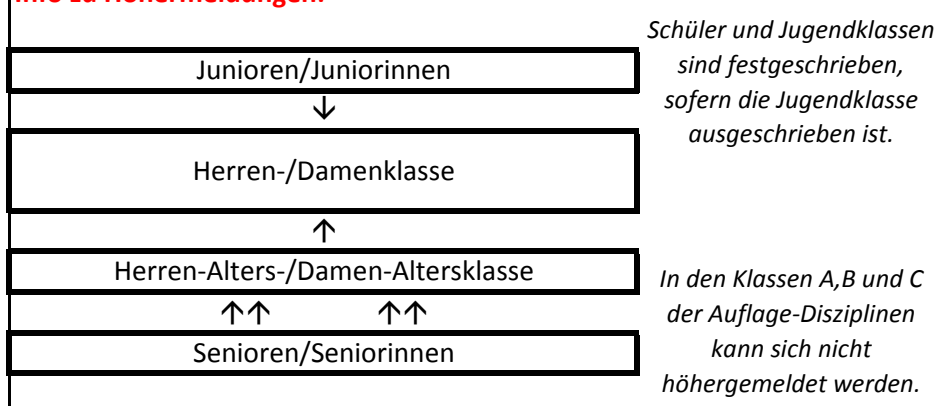 Info zu Höhermeldungen:
Schüler und Jugendklassen
sind festgeschrieben,
sofern die Jugendklasse
ausgeschrieben ist.
Junioren/Juniorinnen
↓
Herren-/Damenklasse
↑
Herren-Alters-/Damen-Altersklasse
↑↑ ↑↑
Senioren/Seniorinnen
In den Klassen A,B und C
der Auflage-Disziplinen
kann sich nicht
höhergemeldet werden.